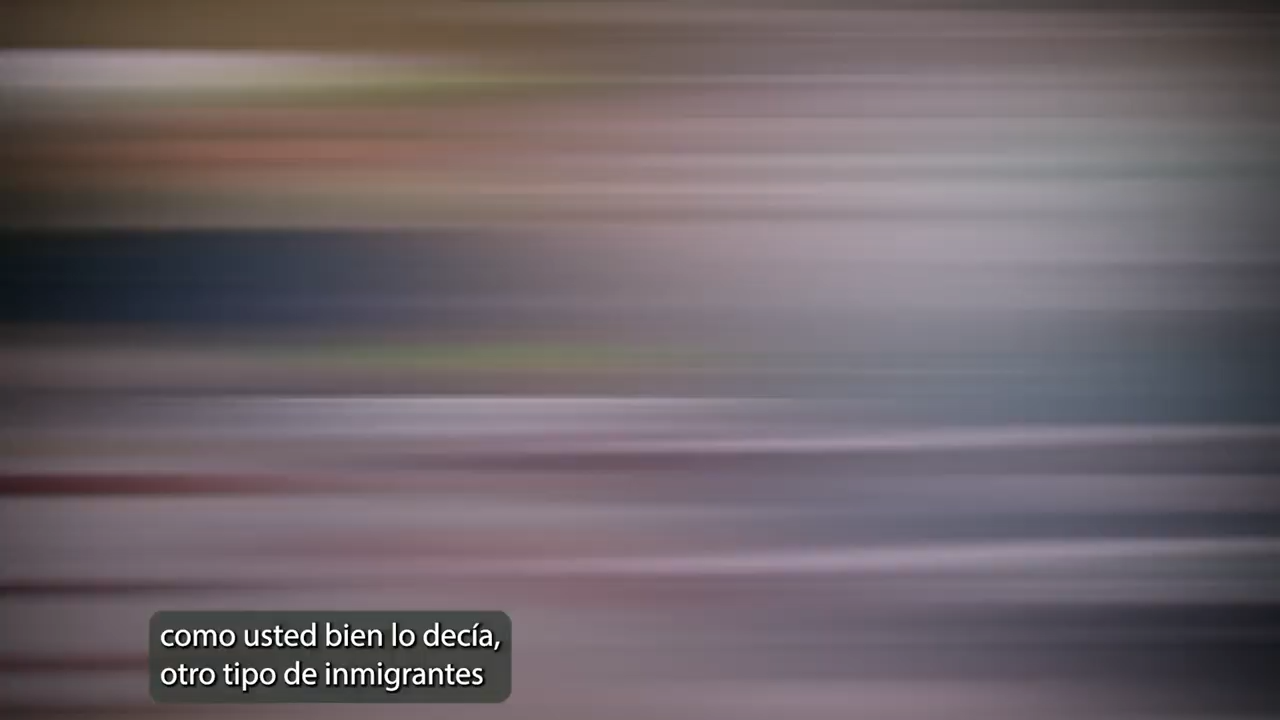 como usted bien lo decía,
otro tipo de inmigrantes